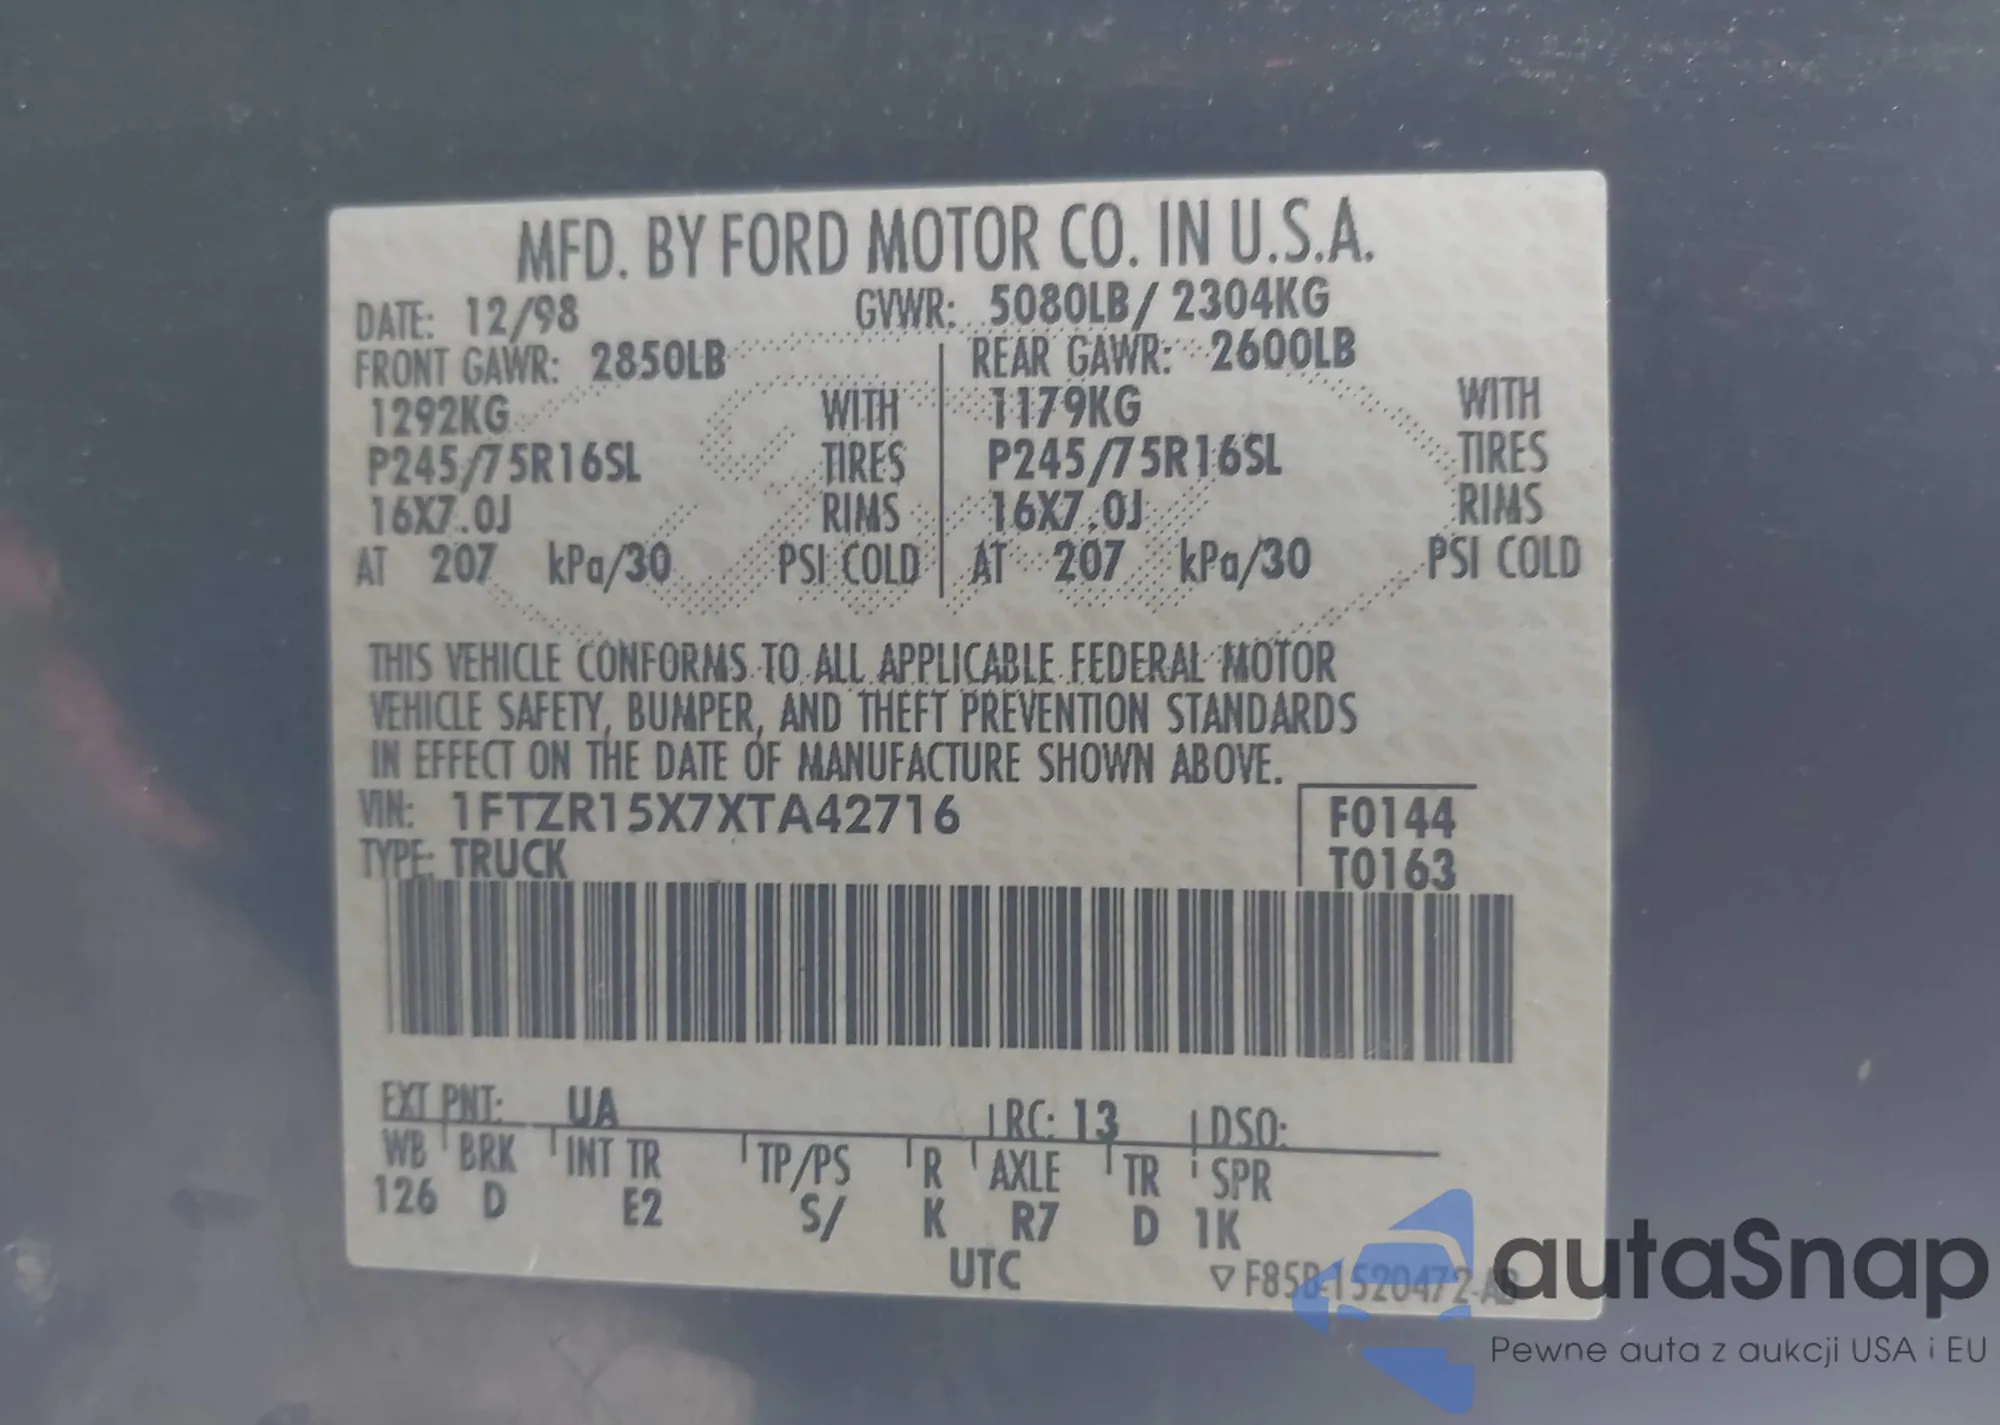 MFD. BY FORD MOTOR CO. IN U.S.A.
DATE: 12/98 GVWR: 5080LB/ 2304KG
FRONT GAWR: 2850LB REAR GAWR: 2600LB
1292KG WITH 1179KG WITH
P245/75R16SL TIRES P245/75R16SL TIRES
16X7.0J RIMS 16X7.0J RIMS
AT 207 kPa/30 PSI COLD AT 207 kPa/30 PSI COLD
THIS VEHICLE CONFORMS TO ALL APPLICABLE FEDERAL MOTOR
VEHICLE SAFETY, BUMPER, AND THEFT PREVENTION STANDARDS
IN EFFECT ON THE DATE OF MANUFACTURE SHOWN ABOVE.
VIN: 1FTZR15X7XTA42716 F0144
TYPE: TRUCK T0163
EXT PNT: UA RC: 13 DSO:
WB BRK INT TR TP/PS R AXLE TR SPR
126 D E2 S/ K R7 D 1K
UTC F85B-1520472-AB
autaSnap
Pewne auta z aukcji USA i EU